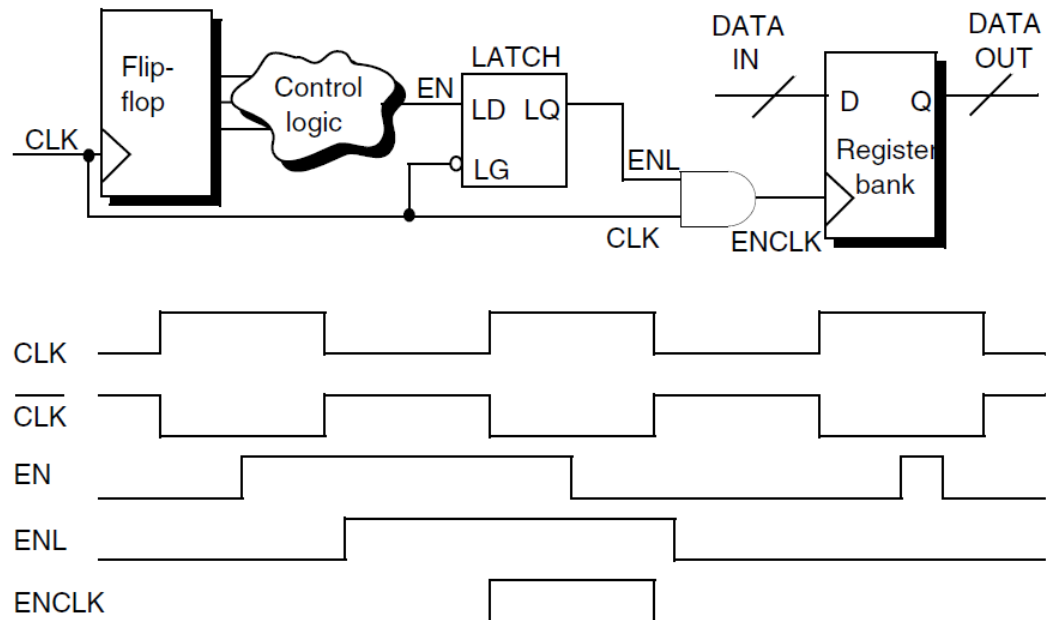 DATA
IN
DATA
OUT
Flip-
flop
Control
logic
LATCH
EN
LD LQ
LG
D Q
Register
bank
CLK
ENL
CLK
ENCLK
CLK
CLK
EN
ENL
ENCLK